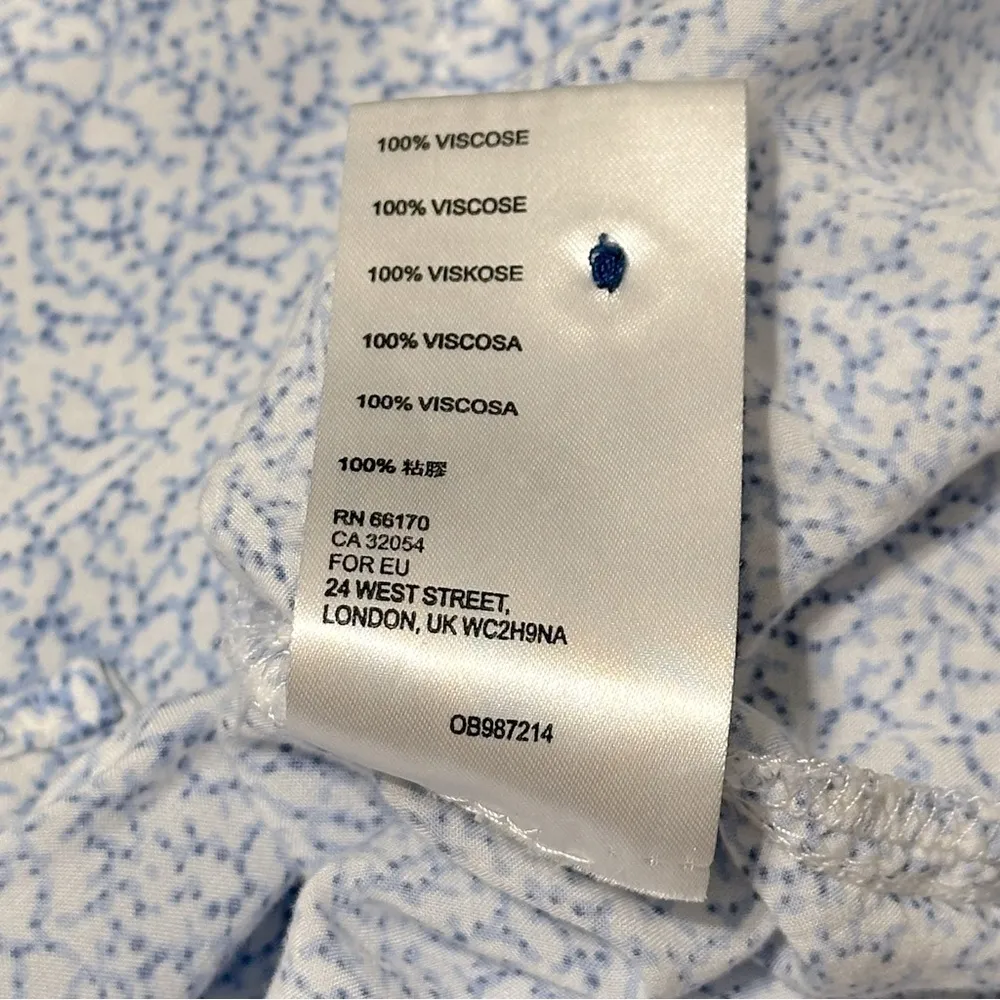 100% VISCOSE
100% VISCOSE
100% VISKOSE
100% VISCOSA
100% VISCOSA
100% 粘膠
RN 66170
CA 32054
FOR EU
24 WEST STREET,
LONDON, UK WC2H9NA
OB987214